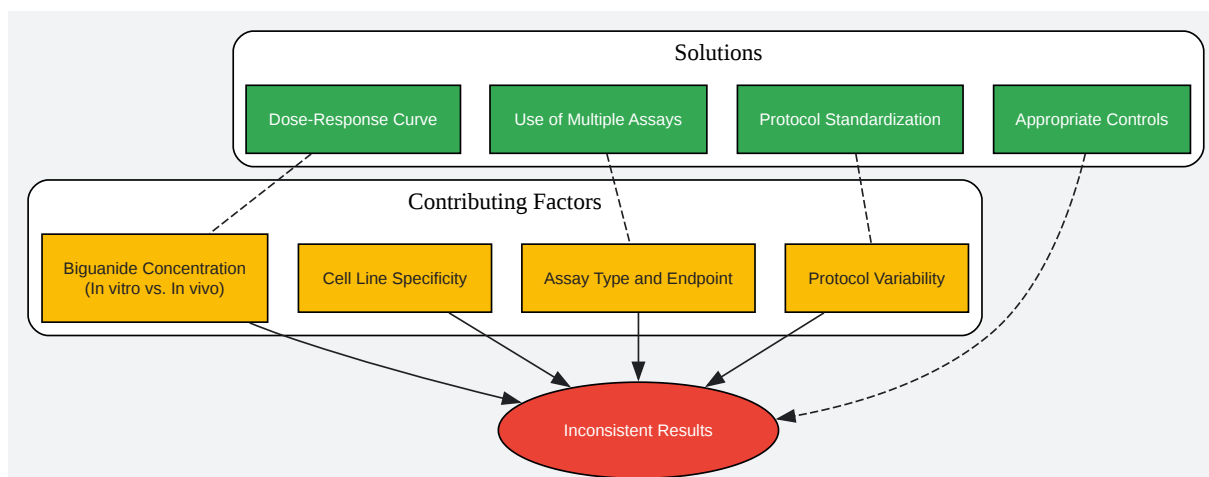 Solutions
Dose-Response Curve
Use of Multiple Assays
Protocol Standardization
Appropriate Controls
Contributing Factors
Biguanide Concentration
(In vitro vs. In vivo)
Cell Line Specificity
Assay Type and Endpoint
Protocol Variability
Inconsistent Results